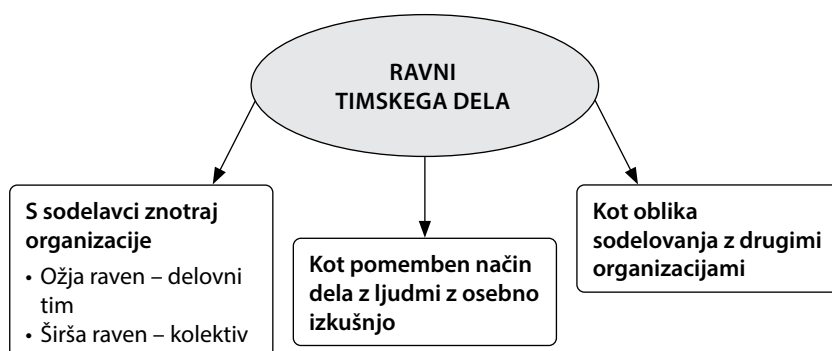 RAVNI
TIMSKEGA DELA
S sodelavci znotraj
organizacije
• Ožja raven – delovni
tim
• Širša raven – kolektiv
Kot pomemben način
dela z ljudmi z osebno
izkušnjo
Kot oblika
sodelovanja z drugimi
organizacijami